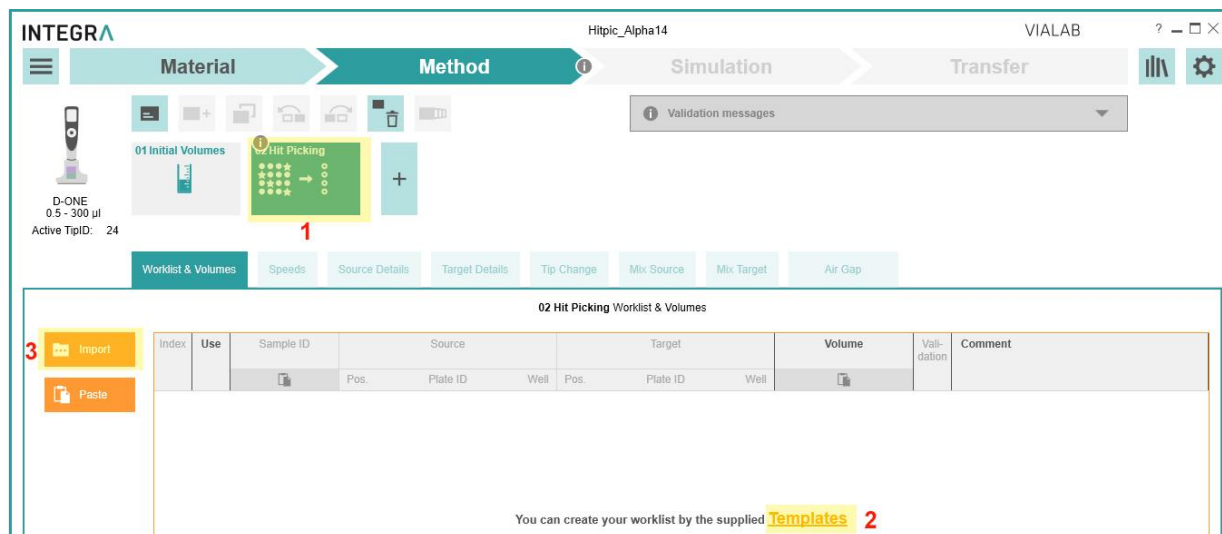 INTEGRA
Hitpic_Alpha14
VIALAB
?
Material
Method
Simulation
Transfer
Validation messages
01 Initial Volumes
02 Hit Picking
+
D-ONE
0.5 - 300 µl
Active TipID: 24
1
Worklist & Volumes
Speeds
Source Details
Target Details
Tip Change
Mix Source
Mix Target
Air Gap
02 Hit Picking Worklist & Volumes
3
Import
Paste
Index
Use
Sample ID
Source
Target
Volume
Vali-
dation
Comment
Pos.
Plate ID
Well
Pos.
Plate ID
Well
You can create your worklist by the supplied Templates 2